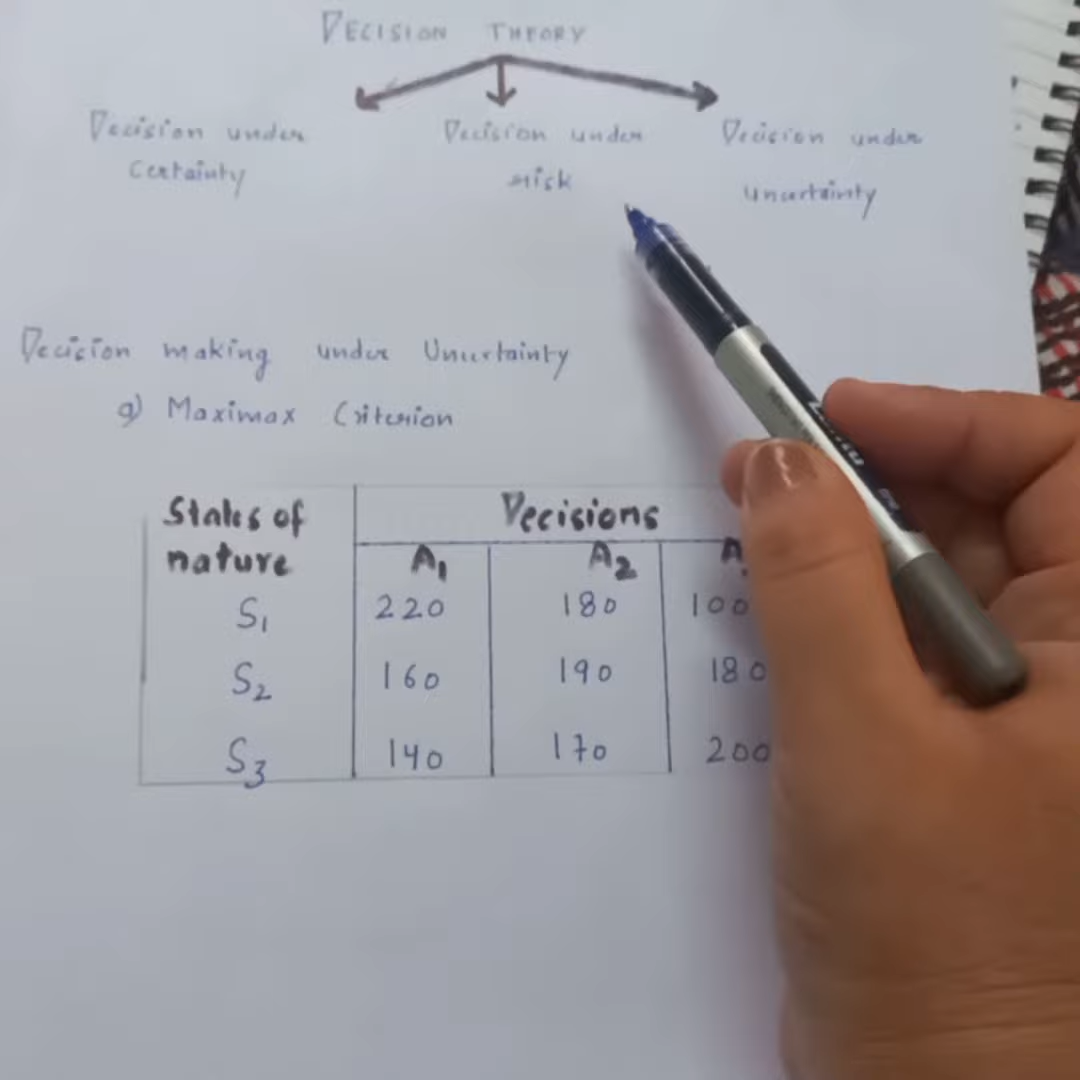 DECISION THEORY
Decision under Certainty
Decision under risk
Decision under Uncertainty
Decision making under Uncertainty
a) Maximax Criterion
States of nature
Decisions
A1 A2 A
S1 220 180 100
S2 160 190 180
S3 140 170 200